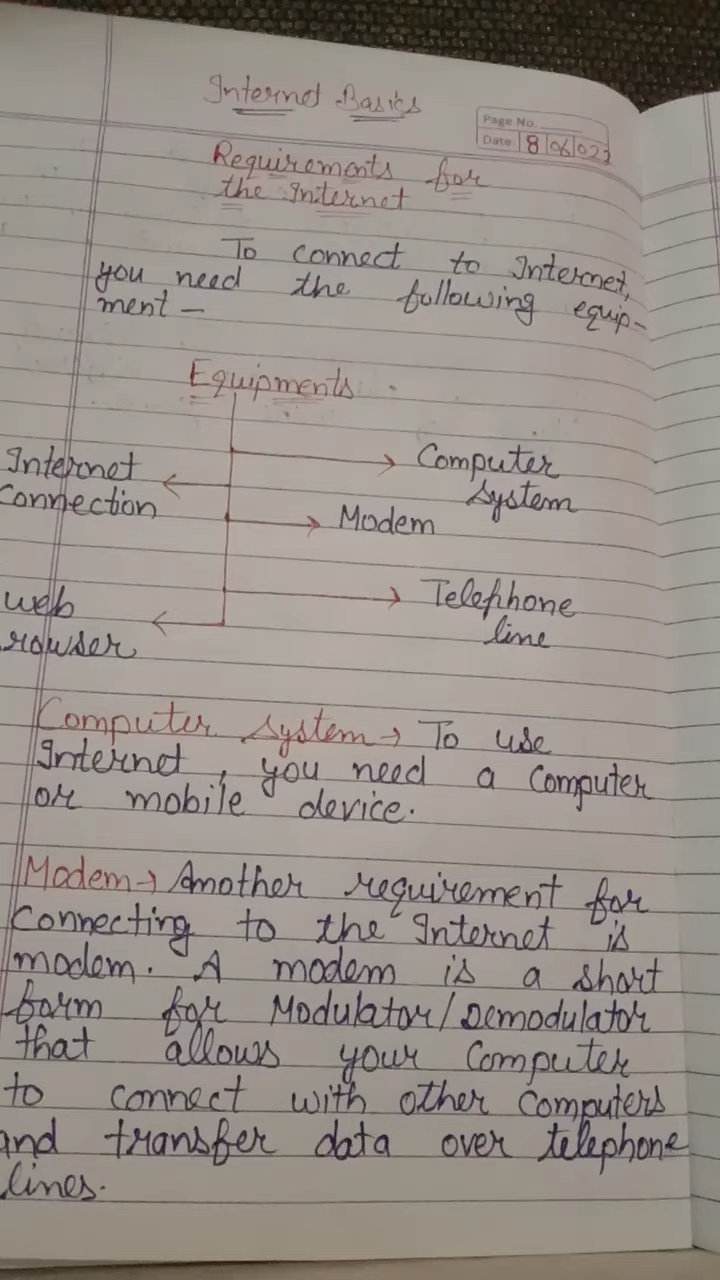 Internet Basics
Page No.
Date 8 06 023
Requirements for
the Internet
To connect to Internet,
you need the following equip-
ment -
Equipments
Internet
Connection
Computer
System
Modem
web
rowser
Telephone
line
Computer System → To use
Internet, you need a Computer
or mobile device.
Modem → Another requirement for
Connecting to the Internet is
modem. A modem is a short
form for Modulator/Demodulator
that allows your Computer
to connect with other Computers
and transfer data over telephone
lines.